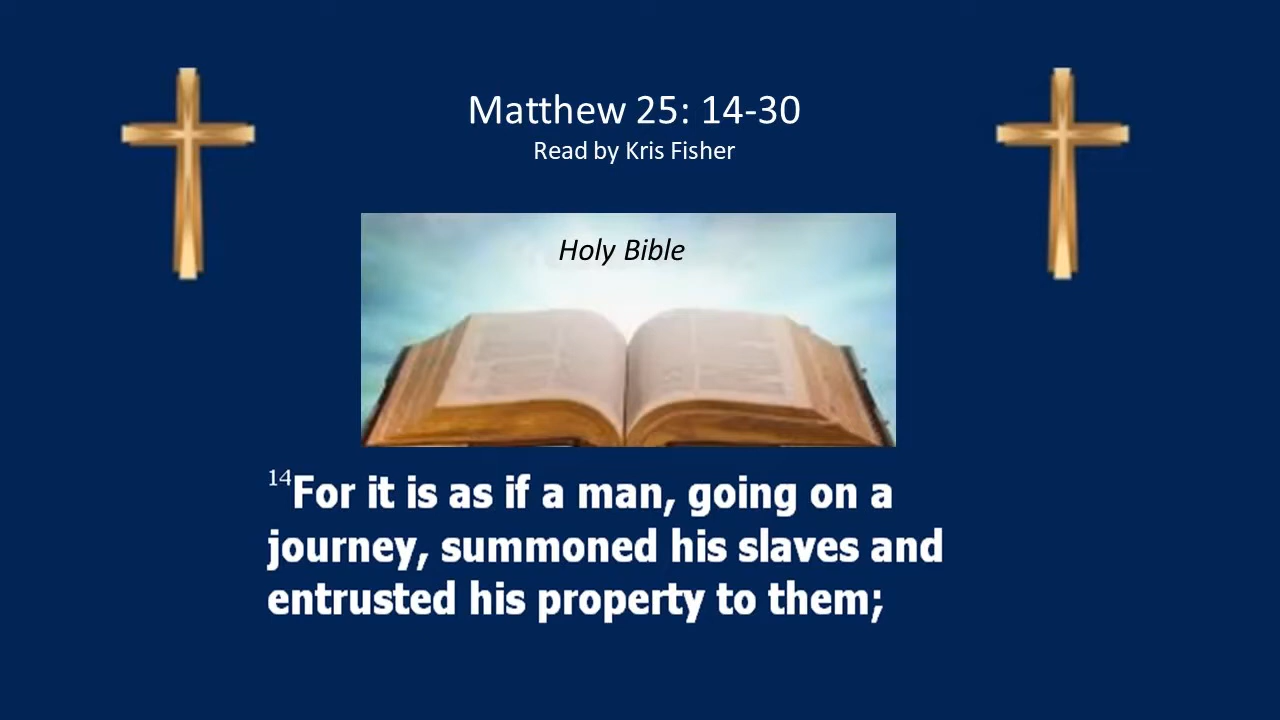 Matthew 25: 14-30
Read by Kris Fisher
Holy Bible
14For it is as if a man, going on a
journey, summoned his slaves and
entrusted his property to them;